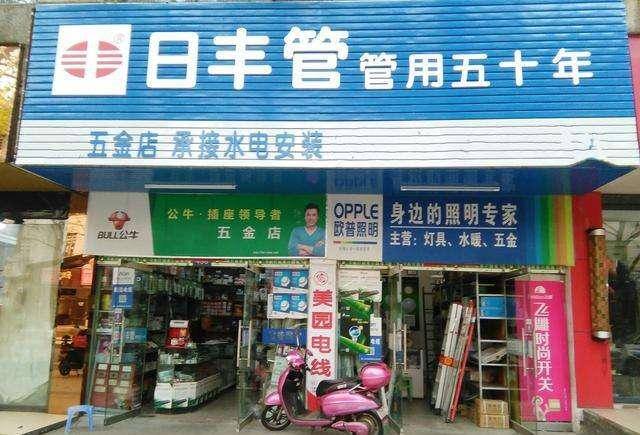 日丰管 管用五十年
五金店 承接水电安装
公牛·插座领导者
五金店
BULL公牛
OPPLE
欧普照明
身边的照明专家
主营：灯具、水暖、五金
美园电线
飞雕时尚开关